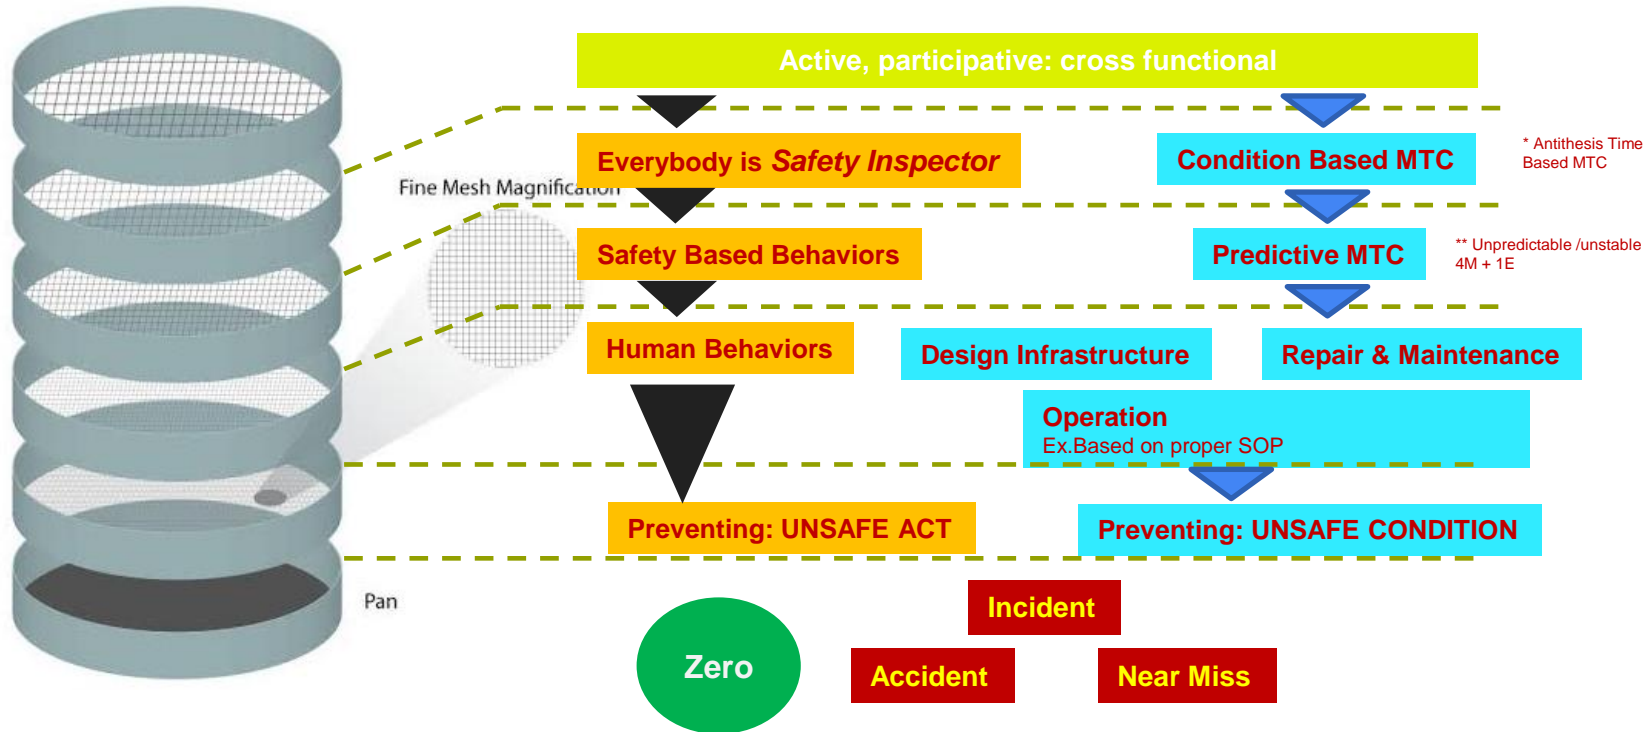 Active, participative: cross functional
Everybody is Safety Inspector
Condition Based MTC
* Antithesis Time
Based MTC
Fine Mesh Magnification
Safety Based Behaviors
Predictive MTC
** Unpredictable /unstable
4M + 1E
Human Behaviors
Design Infrastructure
Repair & Maintenance
Operation
Ex.Based on proper SOP
Preventing: UNSAFE ACT
Preventing: UNSAFE CONDITION
Pan
Incident
Zero
Accident
Near Miss